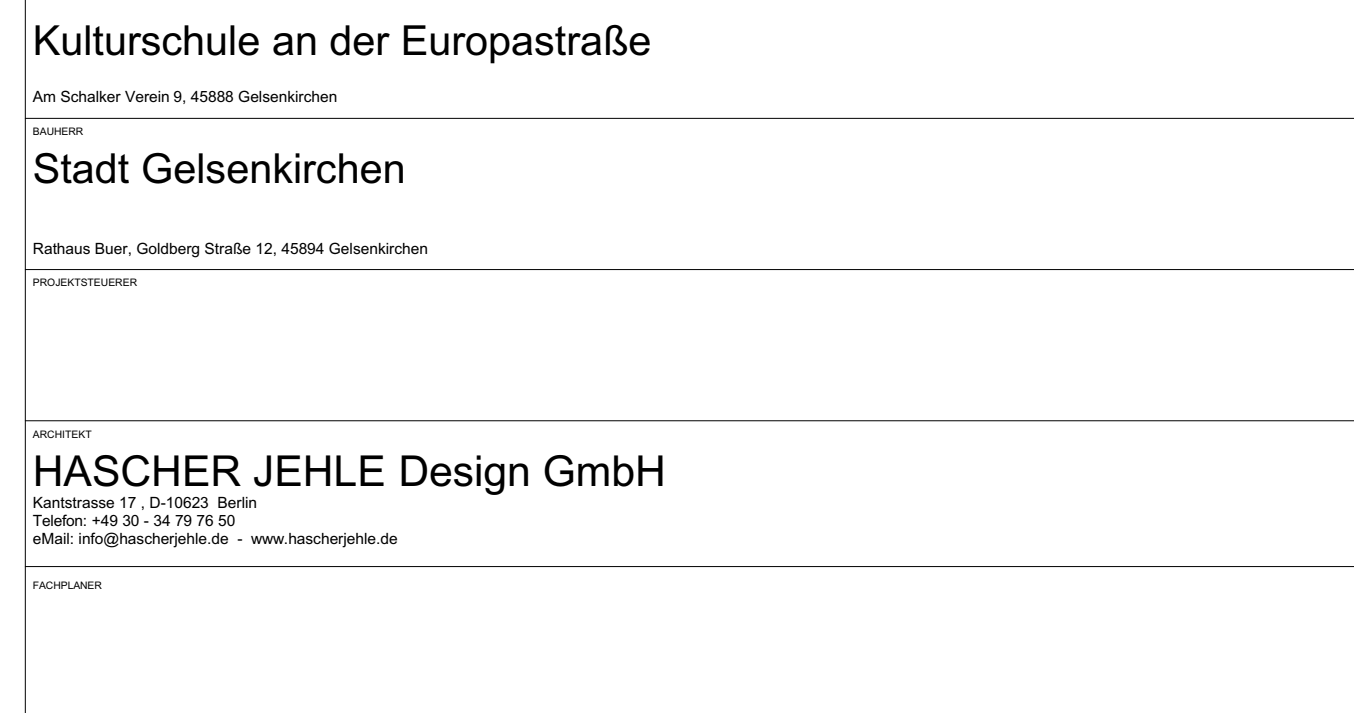 Kulturschule an der Europastraße
Am Schalker Verein 9, 45888 Gelsenkirchen
BAUHERR
Stadt Gelsenkirchen
Rathaus Buer, Goldberg Straße 12, 45894 Gelsenkirchen
PROJEKTSTEUERER
ARCHITEKT
HASCHER JEHLE Design GmbH
Kantstrasse 17 , D-10623  Berlin
Telefon: +49 30 - 34 79 76 50
eMail: info@hascherjehle.de  -  www.hascherjehle.de
FACHPLANER